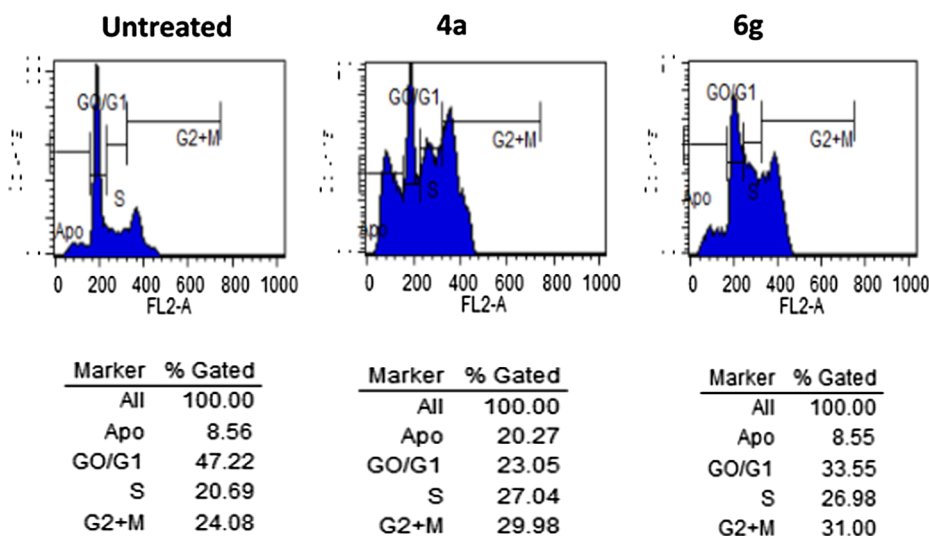 Untreated 4a 6g
GO/G1 GO/G1 GO/G1
G2+M G2+M G2+M
S S S
Apo Apo Apo
0 200 400 600 800 1000 0 200 400 600 800 1000 0 200 400 600 800 1000
FL2-A FL2-A FL2-A
Marker % Gated
All 100.00
Apo 8.56
GO/G1 47.22
S 20.69
G2+M 24.08
Marker % Gated
All 100.00
Apo 20.27
GO/G1 23.05
S 27.04
G2+M 29.98
Marker % Gated
All 100.00
Apo 8.55
GO/G1 33.55
S 26.98
G2+M 31.00